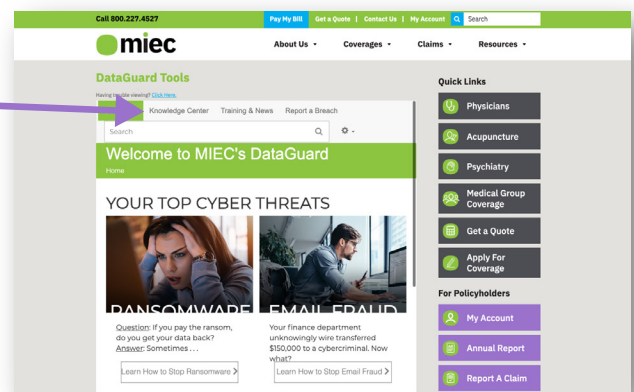 Call 800.227.4527
Pay My Bill
Get a Quote | Contact Us | My Account
Search
miec
About Us
Coverages
Claims
Resources
DataGuard Tools
Having trouble viewing? Click Here.
Knowledge Center
Training & News
Report a Breach
Search
Welcome to MIEC's DataGuard
Home
YOUR TOP CYBER THREATS
RANSOMWARE
EMAIL FRAUD
Question: If you pay the ransom,
do you get your data back?
Answer: Sometimes . . .
Learn How to Stop Ransomware
Your finance department
unknowingly wire transferred
$150,000 to a cybercriminal. Now
what?
Learn How to Stop Email Fraud
Quick Links
Physicians
Acupuncture
Psychiatry
Medical Group
Coverage
Get a Quote
Apply For
Coverage
For Policyholders
My Account
Annual Report
Report A Claim